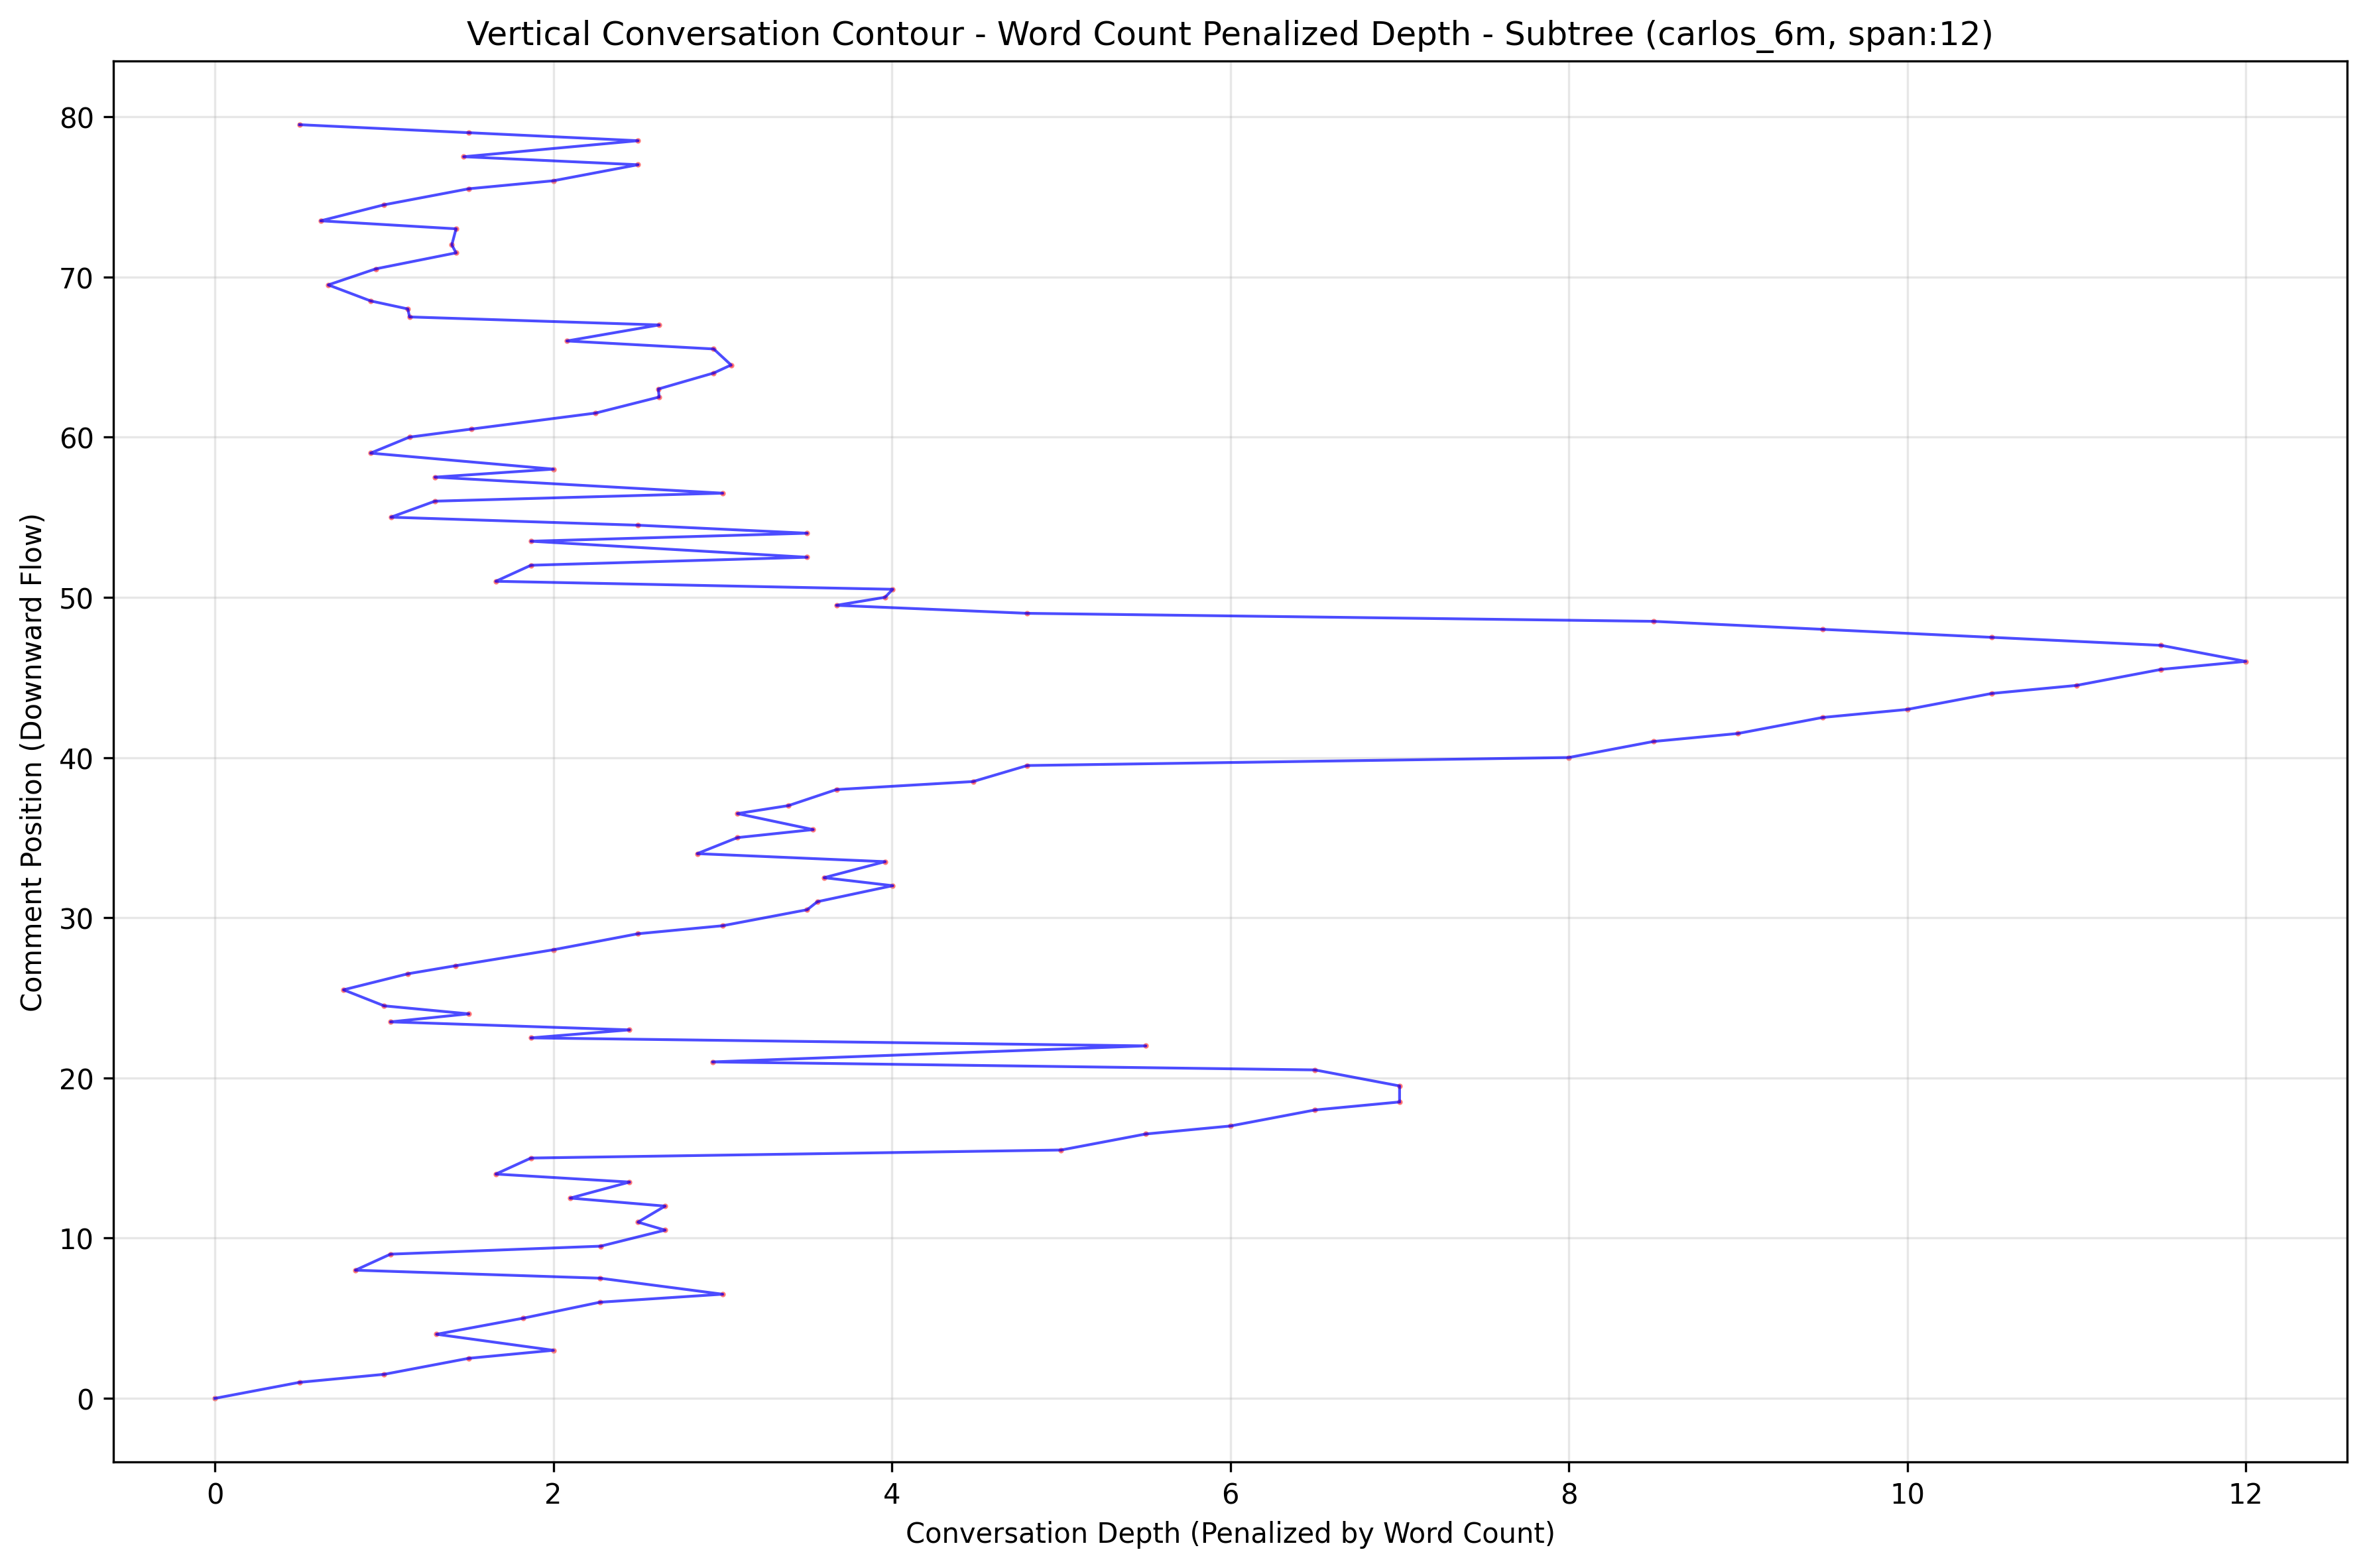 Vertical Conversation Contour - Word Count Penalized Depth - Subtree (carlos_6m, span:12)
Comment Position (Downward Flow)
80
70
60
50
40
30
20
10
0
0 2 4 6 8 10 12
Conversation Depth (Penalized by Word Count)